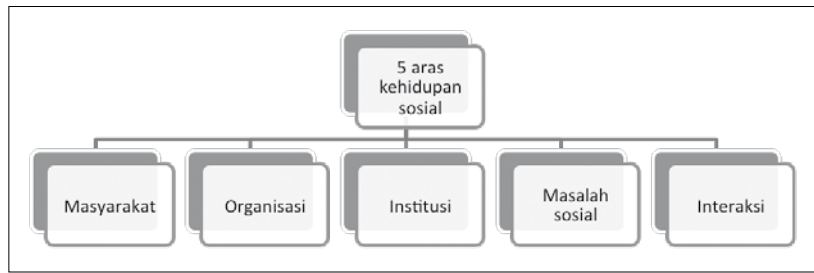 5 aras
kehidupan
sosial
Masyarakat
Organisasi
Institusi
Masalah
sosial
Interaksi